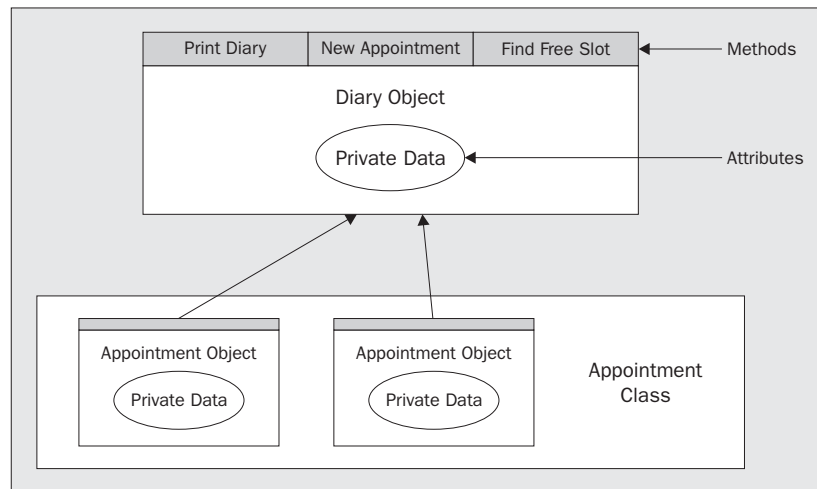 Print Diary
New Appointment
Find Free Slot
Methods
Diary Object
Private Data
Attributes
Appointment Object
Private Data
Appointment Object
Private Data
Appointment
Class